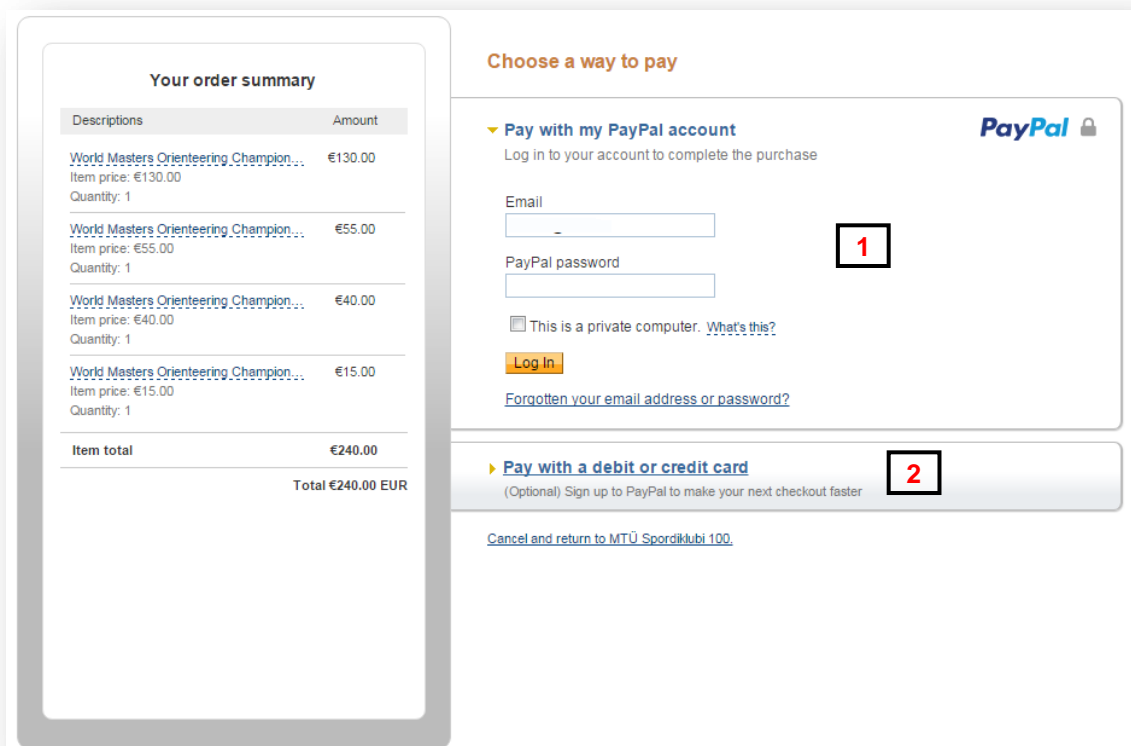 Your order summary
Descriptions Amount
World Masters Orienteering Champion... €130.00
Item price: €130.00
Quantity: 1
World Masters Orienteering Champion... €55.00
Item price: €55.00
Quantity: 1
World Masters Orienteering Champion... €40.00
Item price: €40.00
Quantity: 1
World Masters Orienteering Champion... €15.00
Item price: €15.00
Quantity: 1
Item total €240.00
Total €240.00 EUR
Choose a way to pay
Pay with my PayPal account
PayPal
Log in to your account to complete the purchase
Email
1
PayPal password
This is a private computer. What's this?
Log In
Forgotten your email address or password?
Pay with a debit or credit card
2
(Optional) Sign up to PayPal to make your next checkout faster
Cancel and return to MTÜ Spordiklubi 100.